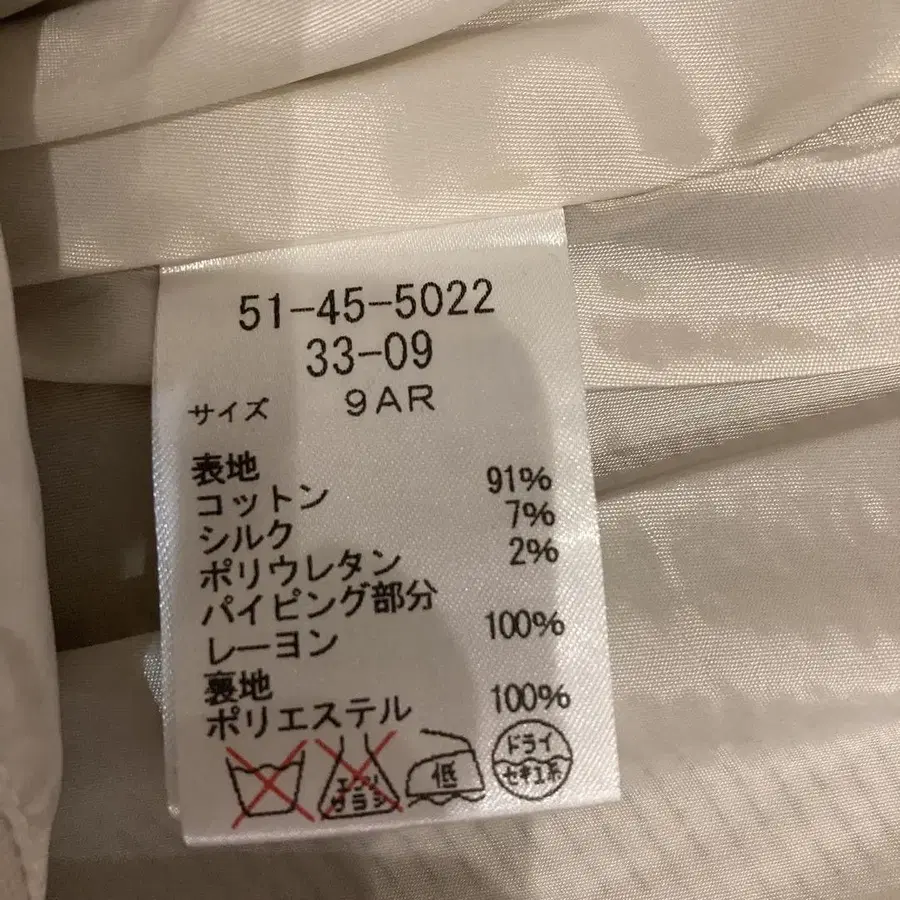 51-45-5022
33-09
サイズ 9AR
表地
コットン 91%
シルク 7%
ポリウレタン 2%
パイピング部分
レーヨン 100%
裏地
ポリエステル 100%
エンソ
サラシ
低
ドライ
セキユ系